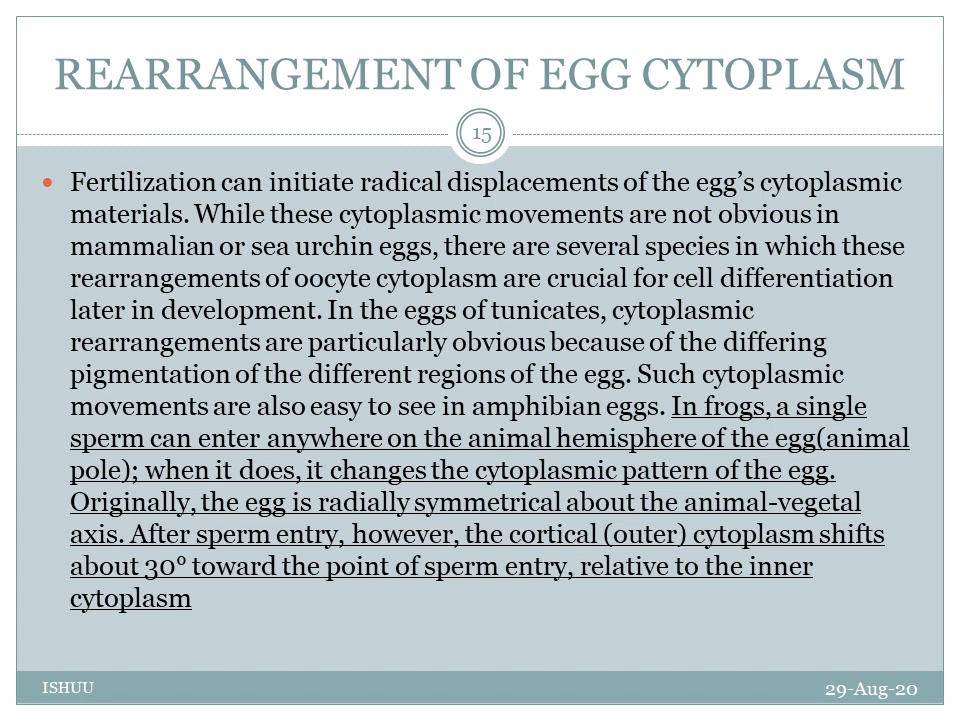 REARRANGEMENT OF EGG CYTOPLASM
15
• Fertilization can initiate radical displacements of the egg’s cytoplasmic
materials. While these cytoplasmic movements are not obvious in
mammalian or sea urchin eggs, there are several species in which these
rearrangements of oocyte cytoplasm are crucial for cell differentiation
later in development. In the eggs of tunicates, cytoplasmic
rearrangements are particularly obvious because of the differing
pigmentation of the different regions of the egg. Such cytoplasmic
movements are also easy to see in amphibian eggs. In frogs, a single
sperm can enter anywhere on the animal hemisphere of the egg(animal
pole); when it does, it changes the cytoplasmic pattern of the egg.
Originally, the egg is radially symmetrical about the animal-vegetal
axis. After sperm entry, however, the cortical (outer) cytoplasm shifts
about 30° toward the point of sperm entry, relative to the inner
cytoplasm
ISHUU
29-Aug-20